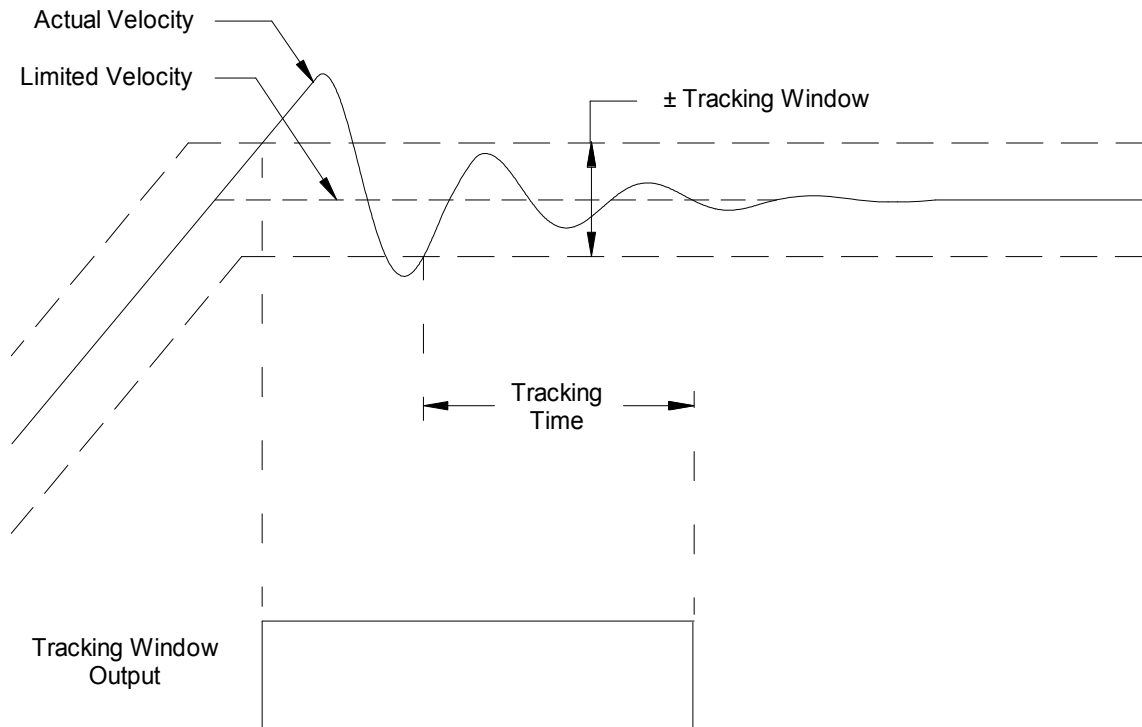 Actual Velocity
Limited Velocity
± Tracking Window
Tracking
Time
Tracking Window
Output